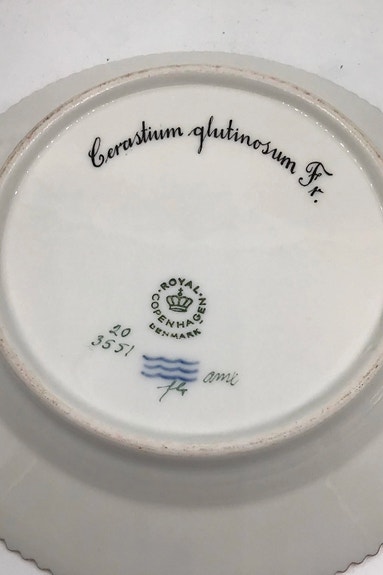 Cerastium glutinosum Fr.
ROYAL
COPENHAGEN
DENMARK
20
3551